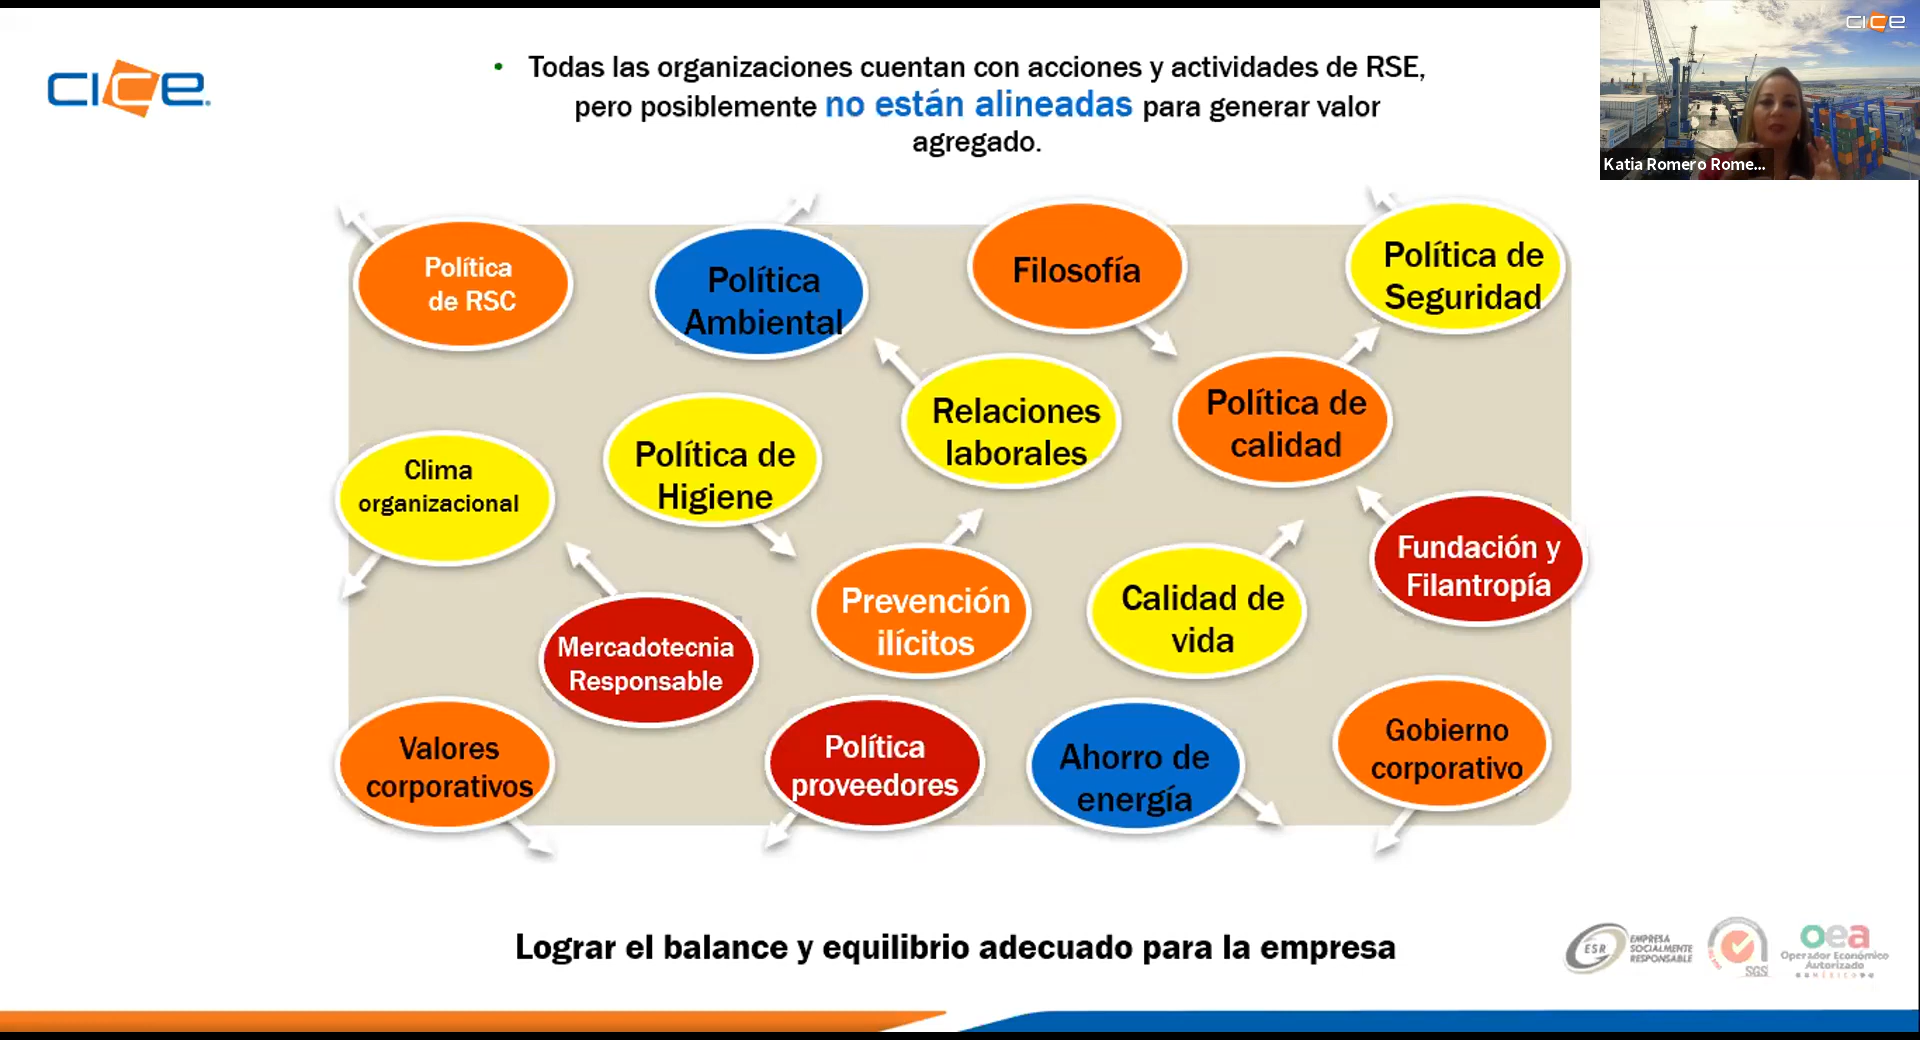 CICE
CICE
Katia Romero Rome...
• Todas las organizaciones cuentan con acciones y actividades de RSE,
pero posiblemente no están alineadas para generar valor
agregado.
Política
de RSC
Política
Ambiental
Filosofía
Política de
Seguridad
Relaciones
laborales
Política de
calidad
Clima
organizacional
Política de
Higiene
Fundación y
Filantropía
Prevención
ilícitos
Calidad de
vida
Mercadotecnia
Responsable
Valores
corporativos
Política
proveedores
Ahorro de
energía
Gobierno
corporativo
Lograr el balance y equilibrio adecuado para la empresa
ESR
EMPRESA
SOCIALMENTE
RESPONSABLE
SGS
oea
Operador Económico
Autorizado
MÉXICO